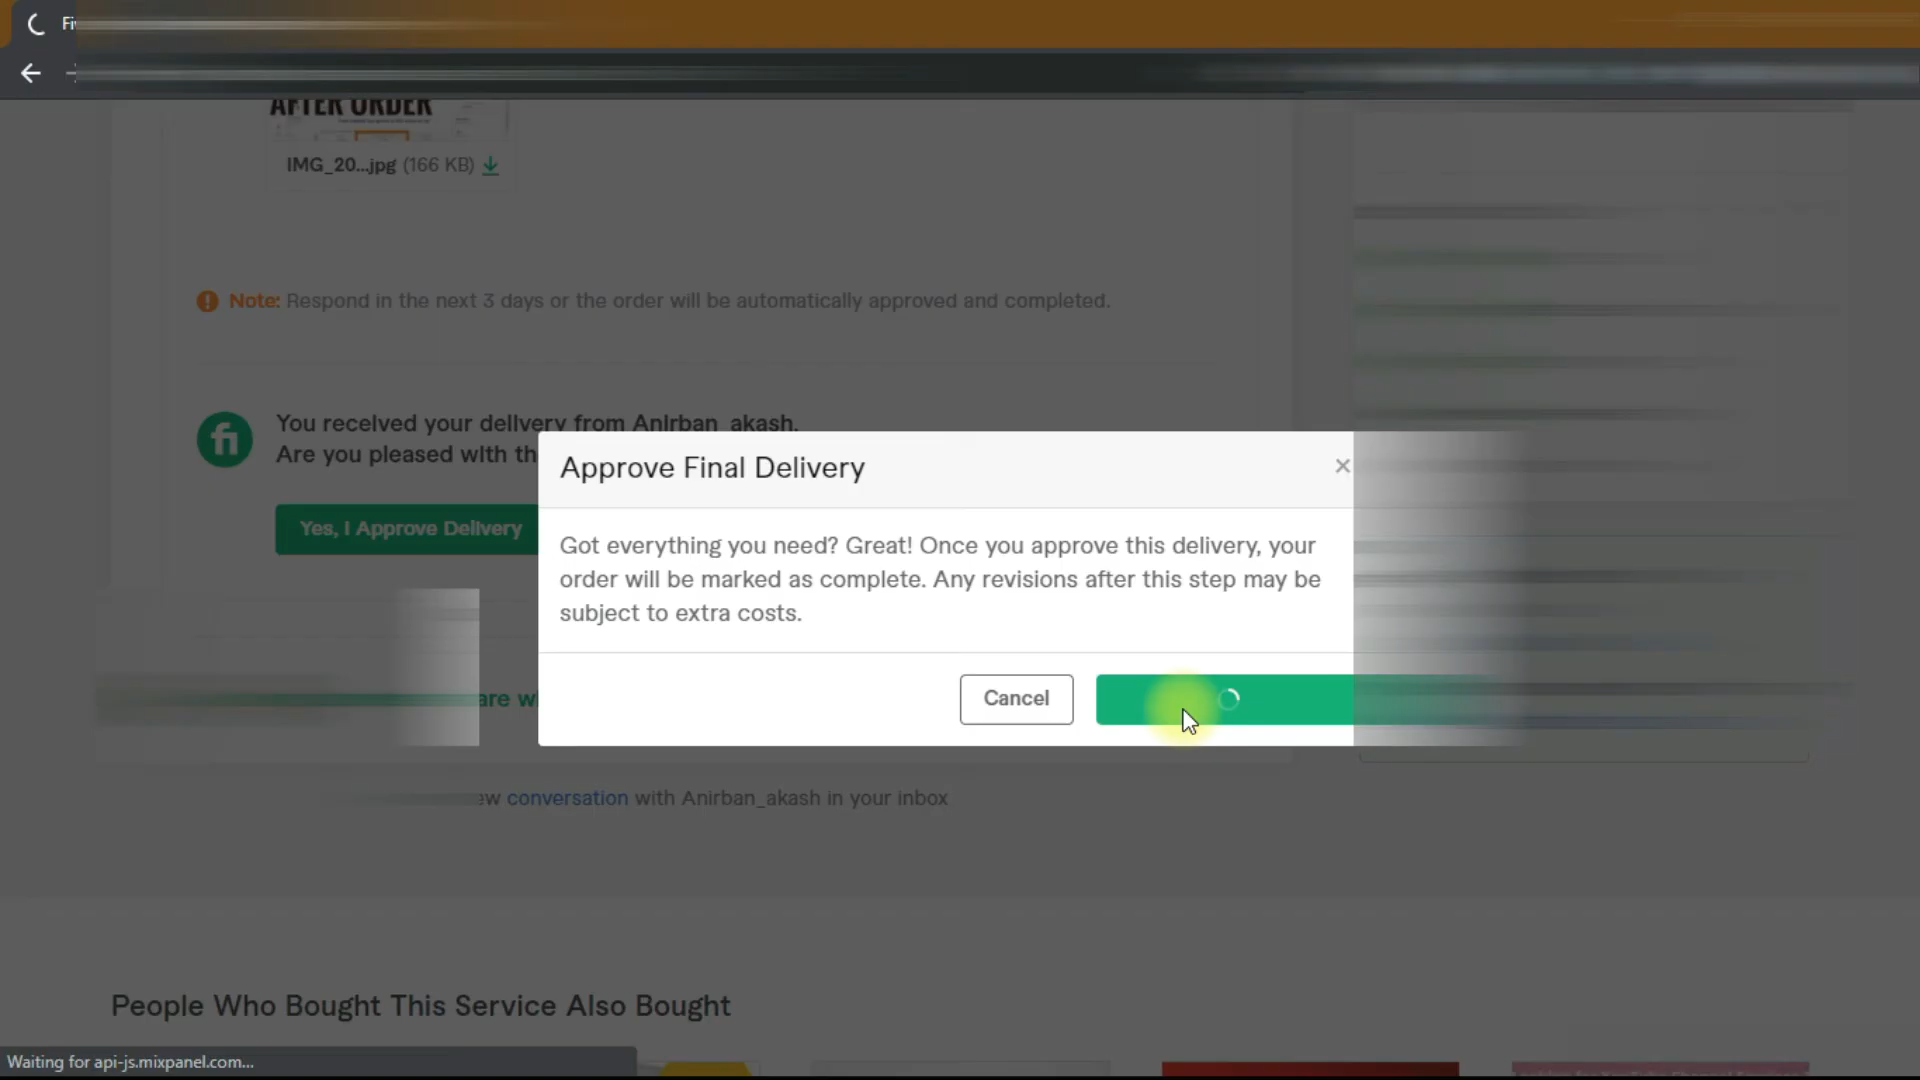 Fi
AFTER ORDER
IMG_20...jpg (166 KB)
Note: Respond in the next 3 days or the order will be automatically approved and completed.
fi
You received your delivery from Anirban_akash.
Are you pleased with th
Yes, I Approve Delivery
Approve Final Delivery
×
Got everything you need? Great! Once you approve this delivery, your
order will be marked as complete. Any revisions after this step may be
subject to extra costs.
Cancel
are w
ew conversation with Anirban_akash in your inbox
People Who Bought This Service Also Bought
Waiting for api-js.mixpanel.com...